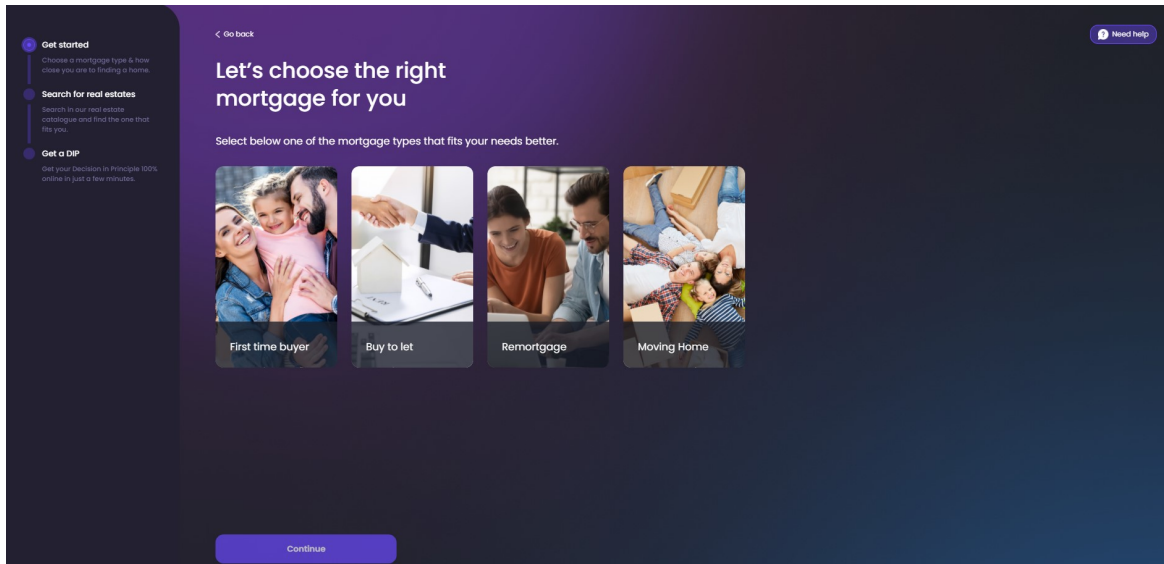 Get started
Choose a mortgage type & how
close you are to finding a home.
Search for real estates
Search in our real estate
catalogue and find the one that
fits you.
Get a DIP
Get your Decision in Principle 100%
online in just a few minutes.
Go back
Need help
Let's choose the right
mortgage for you
Select below one of the mortgage types that fits your needs better.
First time buyer
Buy to let
Remortgage
Moving Home
Continue